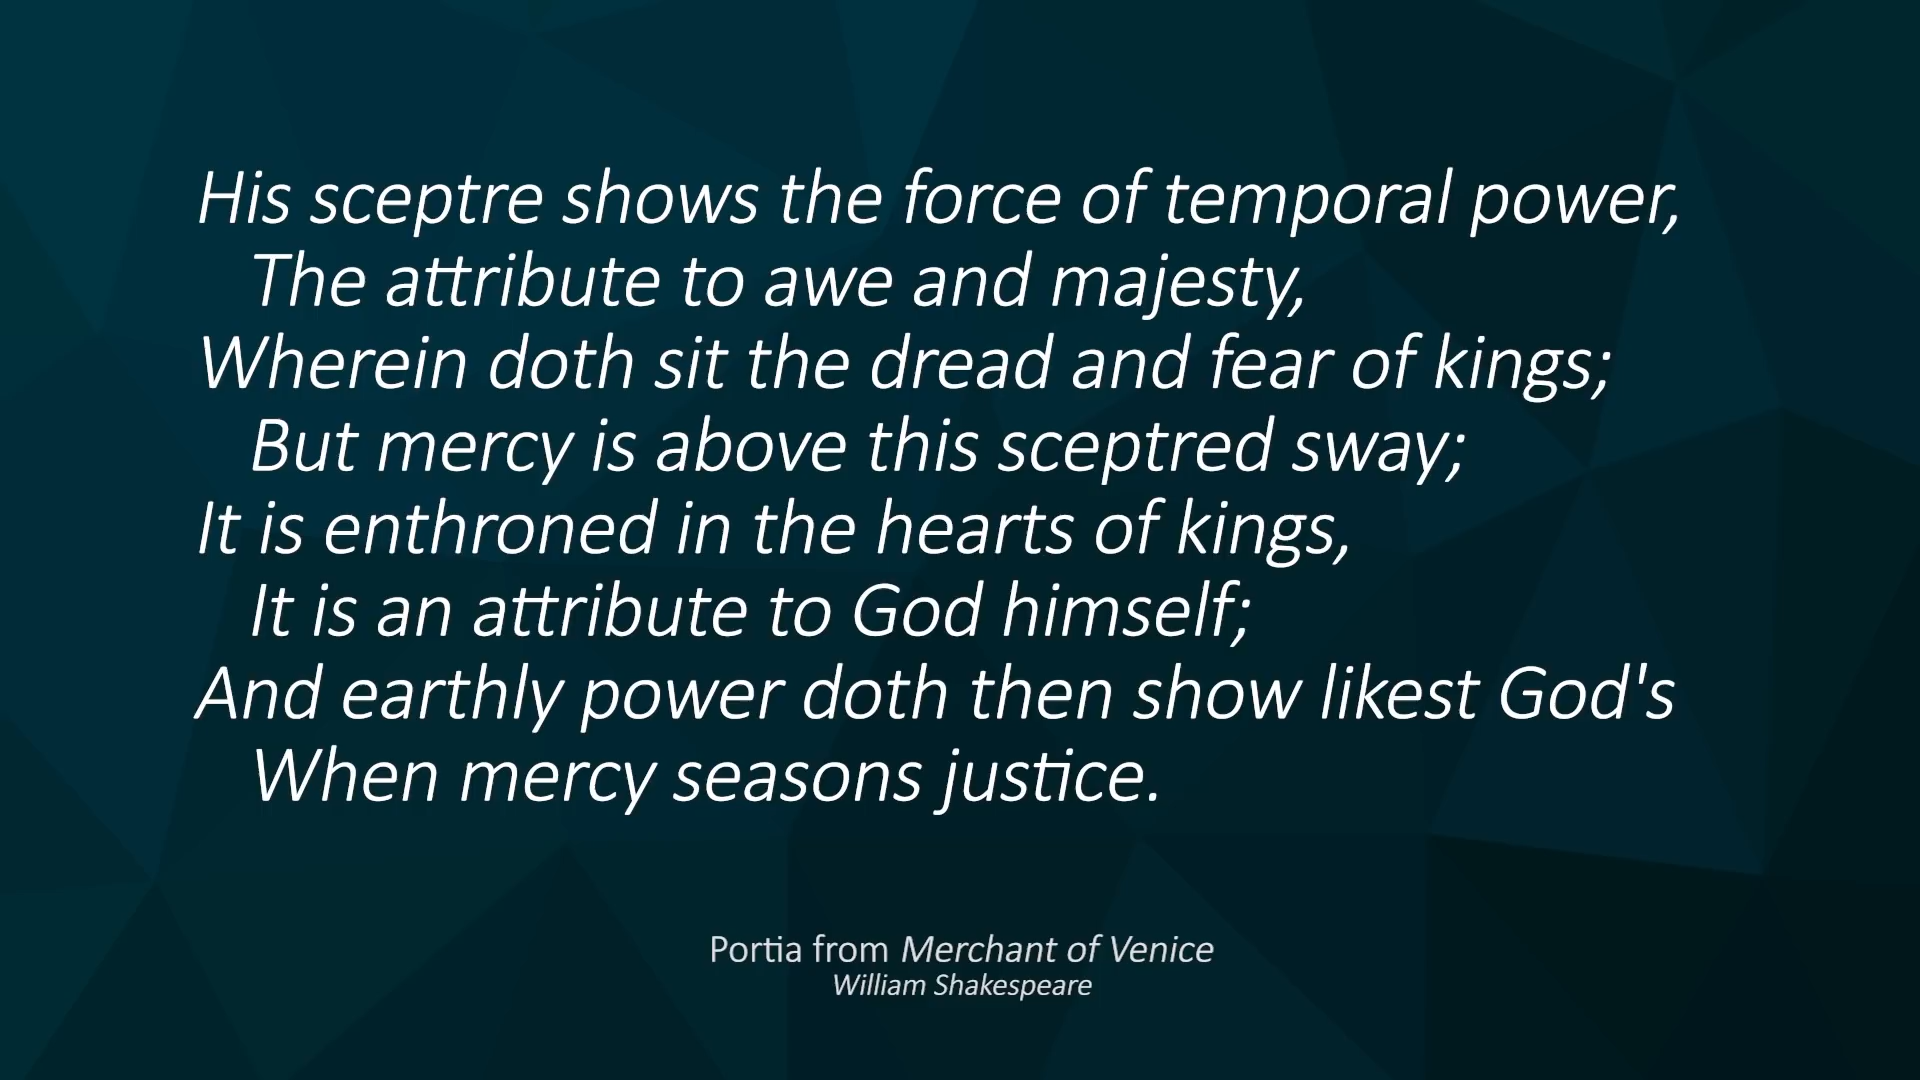 His sceptre shows the force of temporal power,
The attribute to awe and majesty,
Wherein doth sit the dread and fear of kings;
But mercy is above this sceptred sway;
It is enthroned in the hearts of kings,
It is an attribute to God himself;
And earthly power doth then show likest God's
When mercy seasons justice.
Portia from Merchant of Venice
William Shakespeare